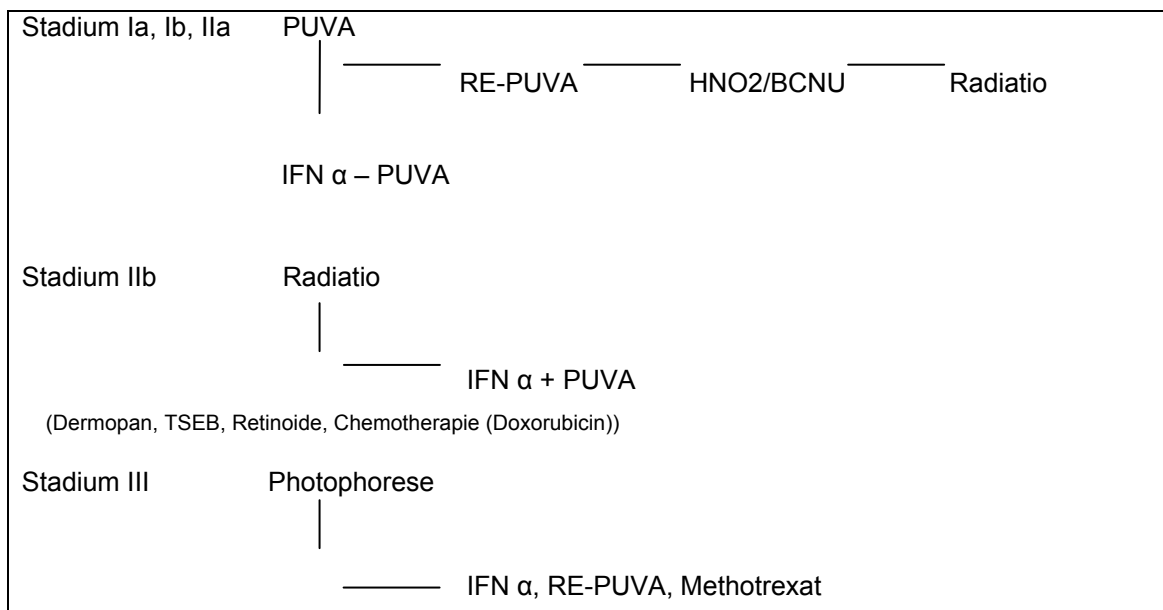 Stadium Ia, Ib, IIa PUVA
RE-PUVA HNO2/BCNU Radiatio
IFN α – PUVA
Stadium IIb Radiatio
IFN α + PUVA
(Dermopan, TSEB, Retinoide, Chemotherapie (Doxorubicin))
Stadium III Photophorese
IFN α, RE-PUVA, Methotrexat